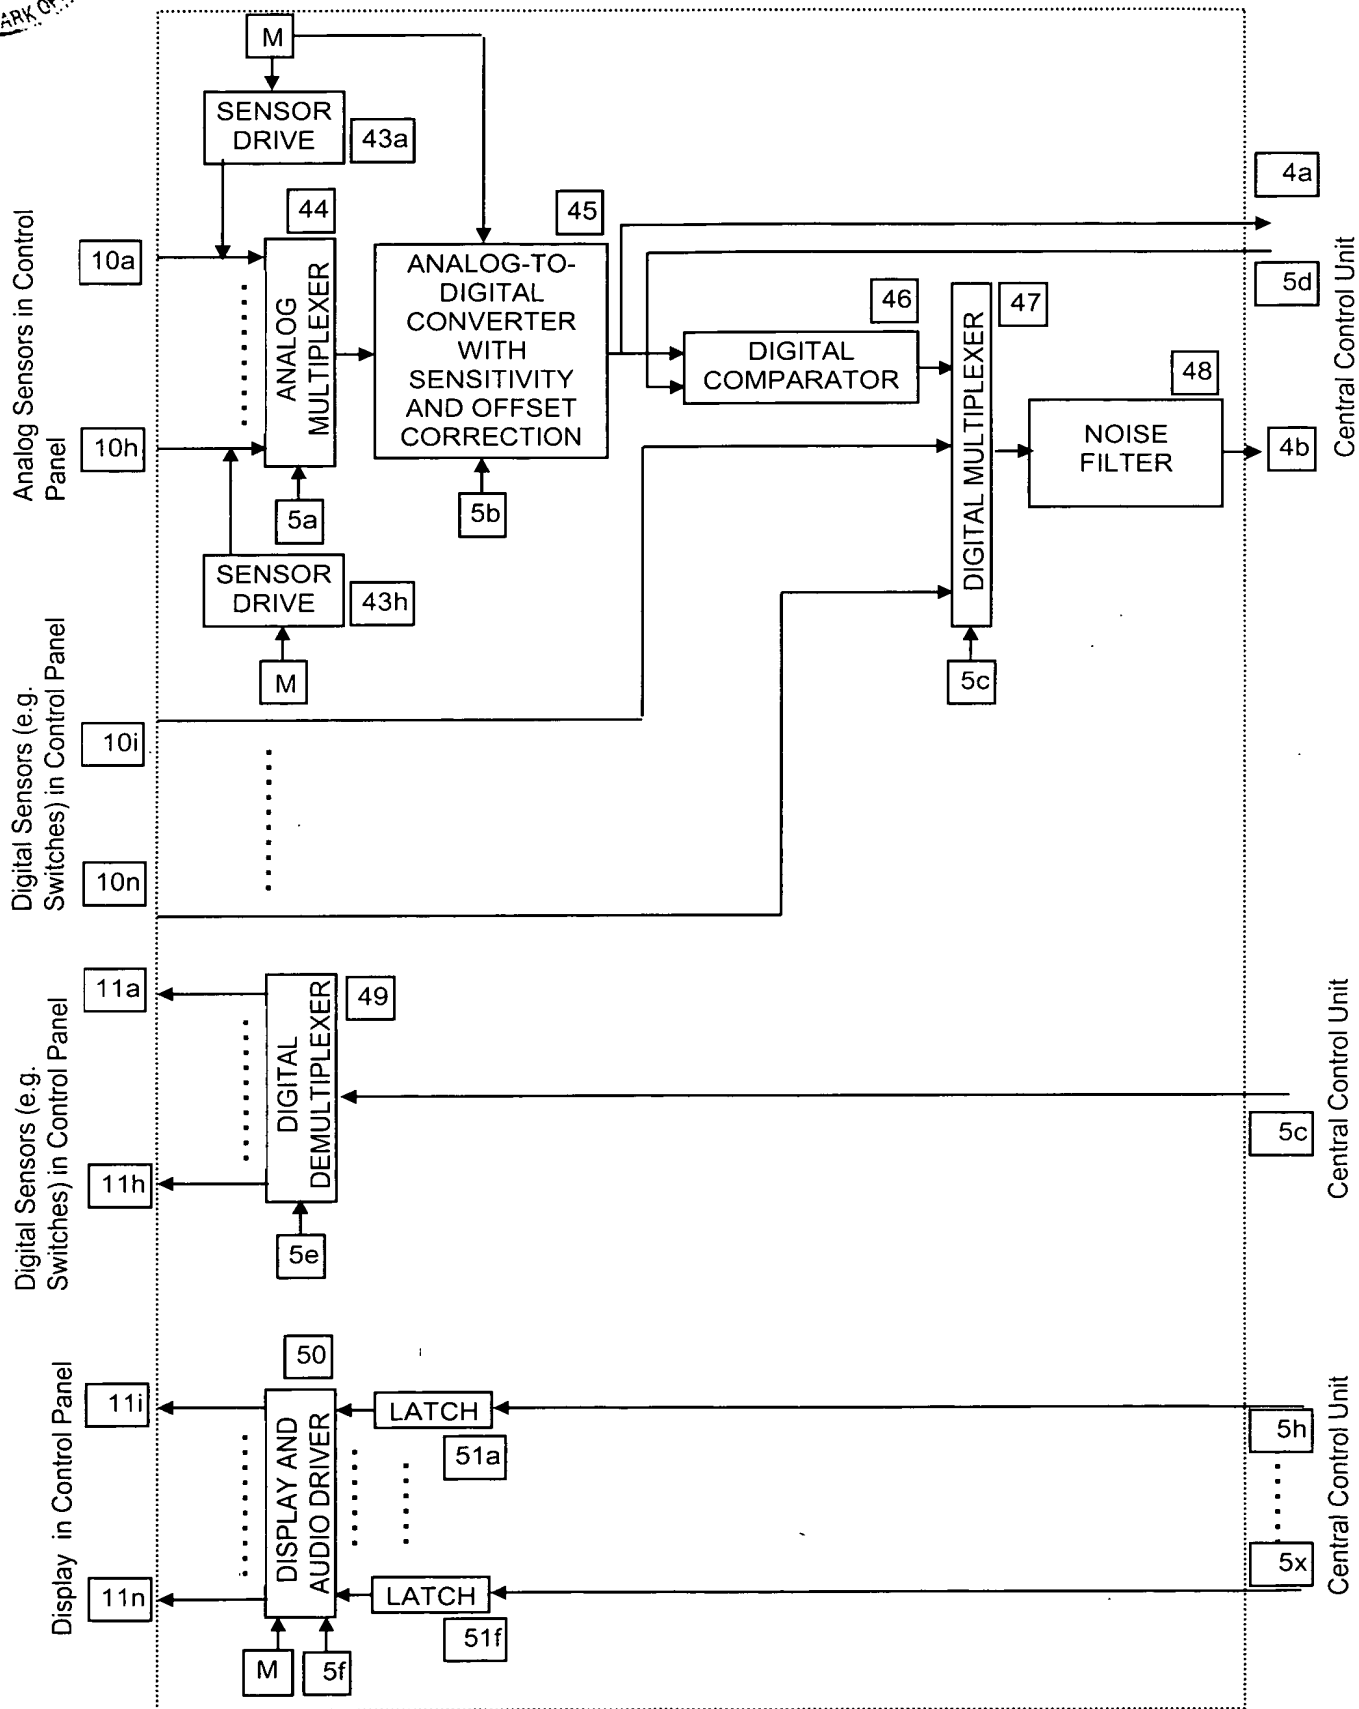 M
SENSOR
DRIVE
43a
4a
44
45
Analog Sensors in Control
Panel
10a
10h
ANALOG
MULTIPLEXER
ANALOG-TO-
DIGITAL
CONVERTER
WITH
SENSITIVITY
AND OFFSET
CORRECTION
5d
46
47
DIGITAL
COMPARATOR
DIGITAL MULTIPLEXER
48
NOISE
FILTER
4b
Central Control Unit
5a
5b
SENSOR
DRIVE
43h
M
5c
Digital Sensors (e.g.
Switches) in Control Panel
10i
10n
Digital Sensors (e.g.
Switches) in Control Panel
11a
11h
DIGITAL
DEMULTIPLEXER
49
5e
5c
Central Control Unit
50
Display in Control Panel
11i
11n
DISPLAY AND
AUDIO DRIVER
LATCH
51a
5h
LATCH
51f
5x
Central Control Unit
M
5f